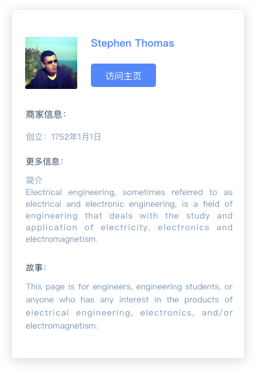 Stephen Thomas
访问主页
商家信息：
创立：1752年1月1日
更多信息：
简介
Electrical engineering, sometimes referred to as
electrical and electronic engineering, is a field of
engineering that deals with the study and
application of electricity, electronics and
electromagnetism.
故事：
This page is for engineers, engineering students, or
anyone who has any interest in the products of
electrical engineering, electronics, and/or
electromagnetism.